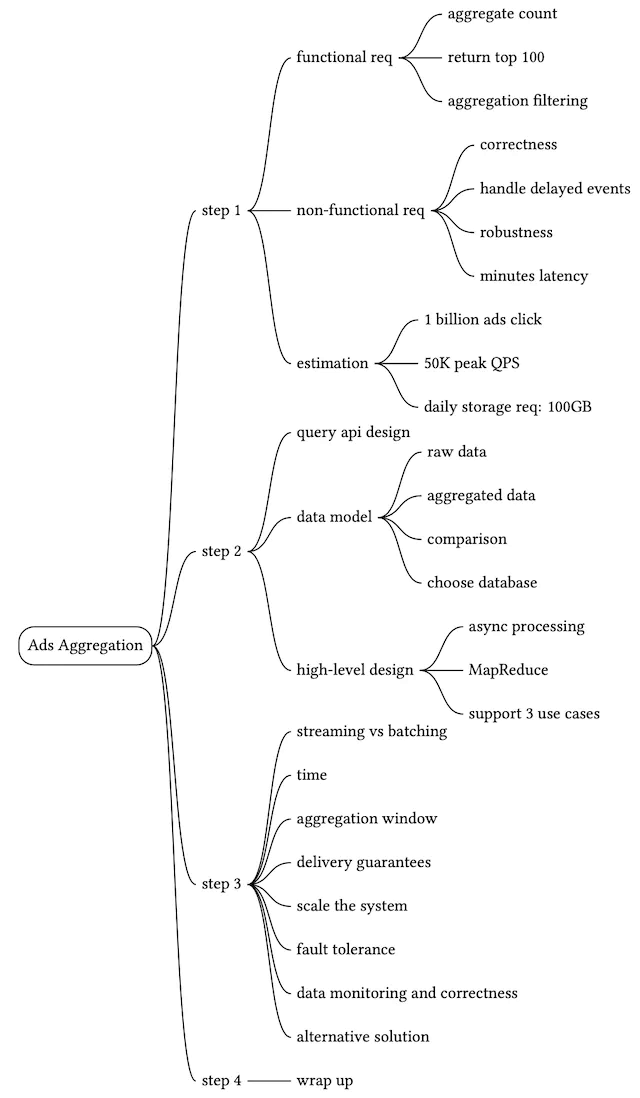 Ads Aggregation
step 1
functional req
aggregate count
return top 100
aggregation filtering
non-functional req
correctness
handle delayed events
robustness
minutes latency
estimation
1 billion ads click
50K peak QPS
daily storage req: 100GB
step 2
query api design
data model
raw data
aggregated data
comparison
choose database
high-level design
async processing
MapReduce
support 3 use cases
step 3
streaming vs batching
time
aggregation window
delivery guarantees
scale the system
fault tolerance
data monitoring and correctness
alternative solution
step 4
wrap up